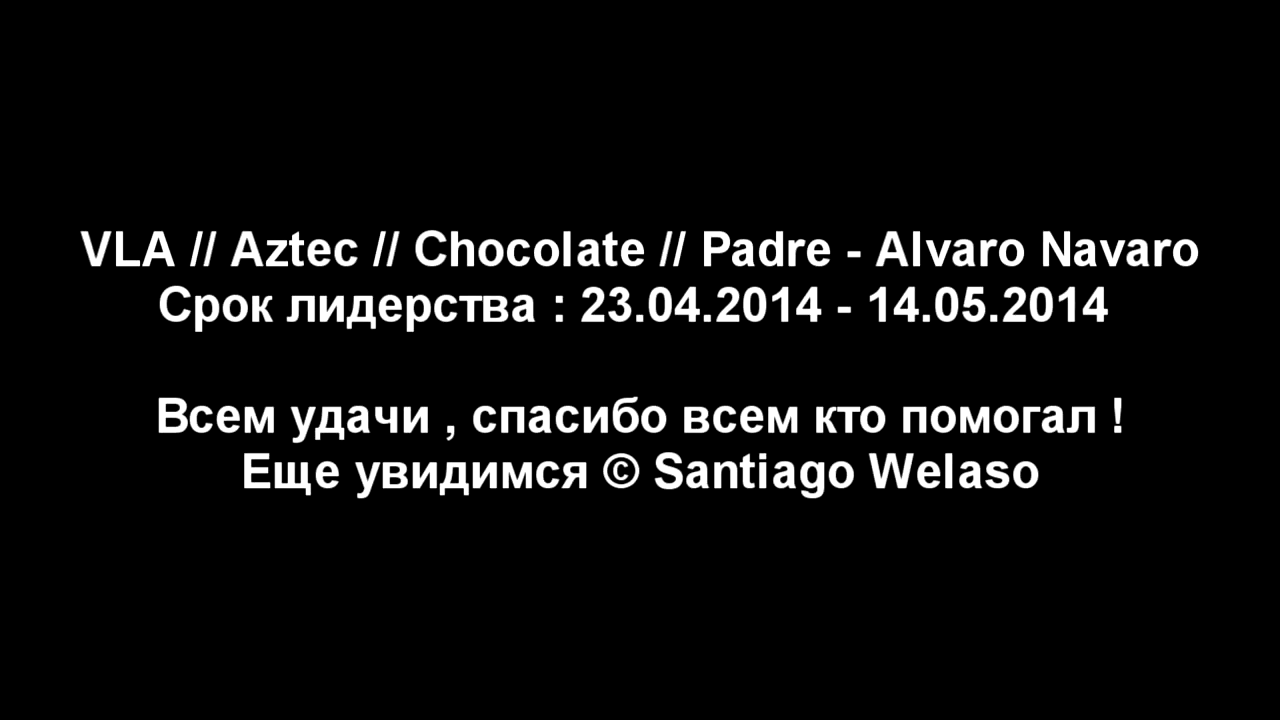 VLA // Aztec // Chocolate // Padre - Alvaro Navaro
Срок лидерства : 23.04.2014 - 14.05.2014
Всем удачи , спасибо всем кто помогал !
Еще увидимся © Santiago Welaso